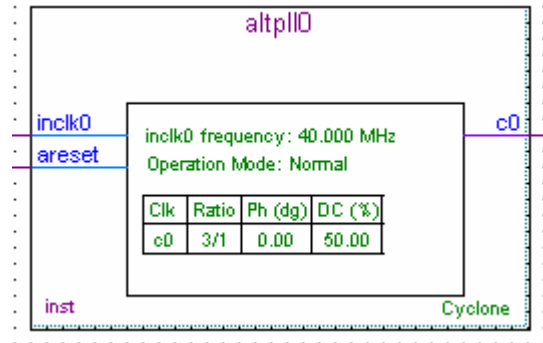 altpll0
inclk0
areset
c0
inclk0 frequency: 40.000 MHz
Operation Mode: Normal
Clk Ratio Ph (dg) DC (%)
c0 3/1 0.00 50.00
inst
Cyclone